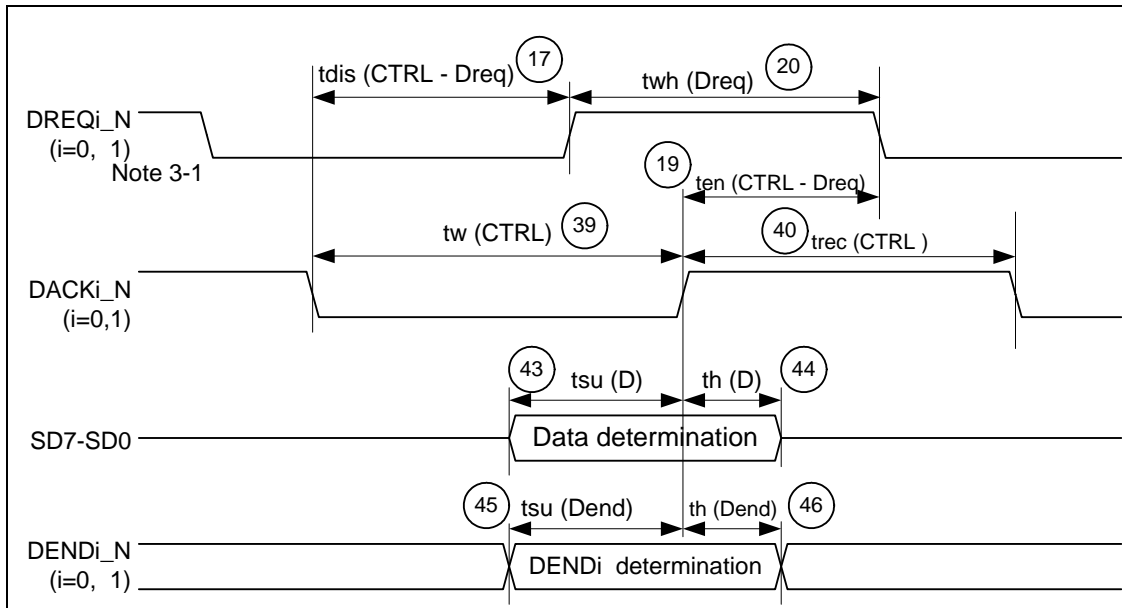 tdis (CTRL - Dreq) 17
twh (Dreq) 20
DREQi_N
(i=0, 1)
Note 3-1
19
ten (CTRL - Dreq)
tw (CTRL) 39
40 trec (CTRL )
DACKi_N
(i=0,1)
43 tsu (D) th (D) 44
SD7-SD0 Data determination
45 tsu (Dend) th (Dend) 46
DENDi_N
(i=0, 1)
DENDi determination